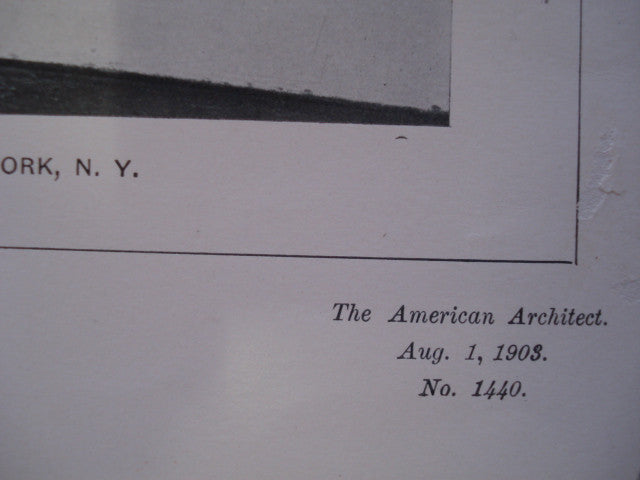 ORK, N. Y.
The American Architect.
Aug. 1, 1903.
No. 1440.